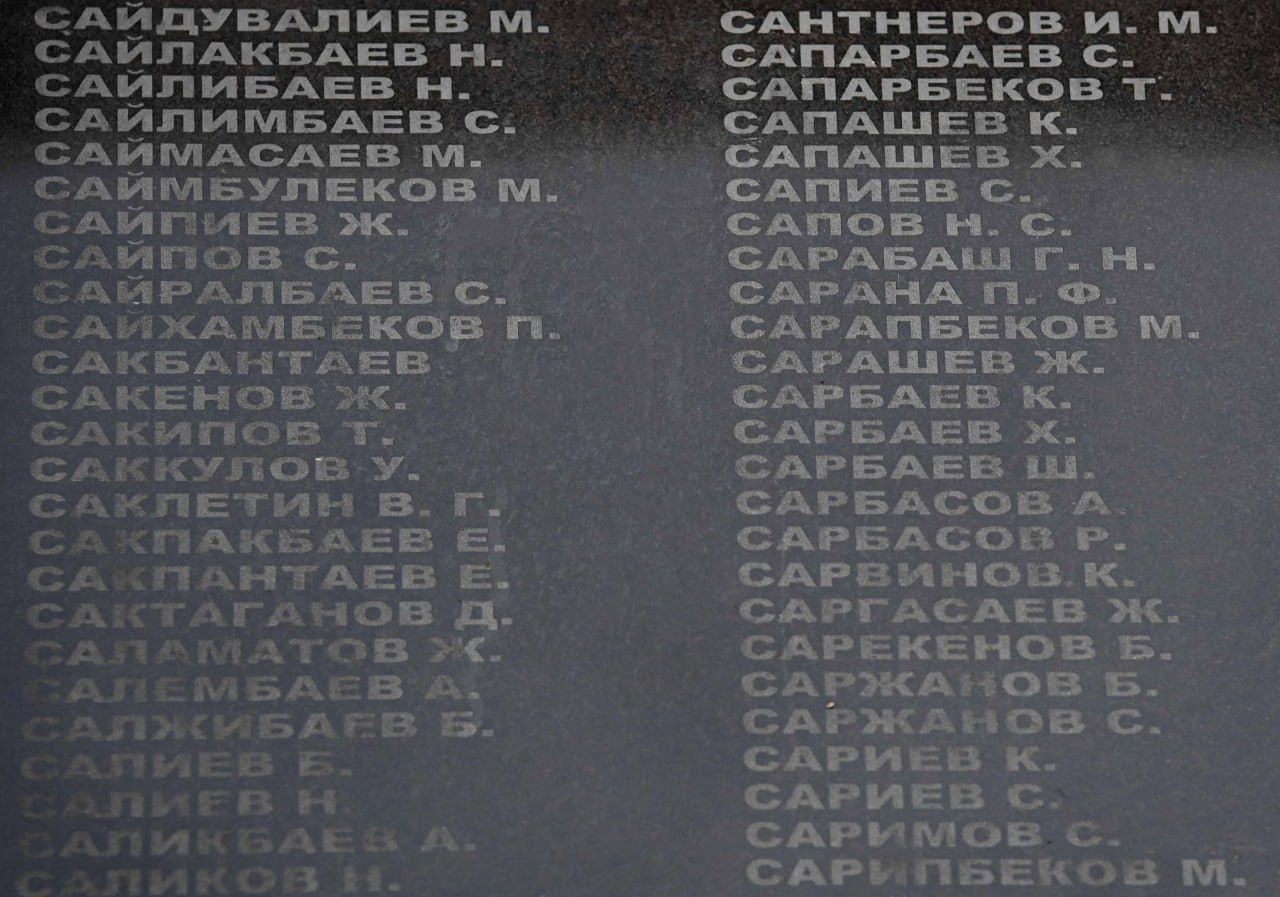 САЙДУВАЛИЕВ М.
САЙЛАКБАЕВ Н.
САЙЛИБАЕВ Н.
САЙЛИМБАЕВ С.
САЙМАСАЕВ М.
САЙМБУЛЕКОВ М.
САЙПИЕВ Ж.
САЙПОВ С.
САЙРАЛБАЕВ С.
САЙХАМБЕКОВ П.
САКБАНТАЕВ
САКЕНОВ Ж.
САКИПОВ Т.
САККУЛОВ У.
САКЛЕТИН В. Г.
САКПАКБАЕВ Е.
САКПАНТАЕВ Е.
САКТАГАНОВ Д.
САЛАМАТОВ Ж.
САЛЕМБАЕВ А.
САЛЖИБАЕВ Б.
САЛИЕВ Б.
САЛИЕВ Н
САЛИКБАЕВ А.
САЛИКОВ Н.
САНТНЕРОВ И. М.
САПАРБАЕВ С.
САПАРБЕКОВ Т.
САПАШЕВ К.
САПАШЕВ Х.
САПИЕВ С.
САПОВ Н. С.
САРАБАШ Г. Н.
САРАНА П. Ф.
САРАПБЕКОВ М.
САРАШЕВ Ж.
САРБАЕВ К.
САРБАЕВ Х.
САРБАЕВ Ш.
САРБАСОВ А.
САРБАСОВ Р.
САРВИНОВ К.
САРГАСАЕВ Ж.
САРЕКЕНОВ Б.
САРЖАНОВ Б.
САРЖАНОВ С.
САРИЕВ К.
САРИЕВ С.
САРИМОВ С.
САРИПБЕКОВ М.